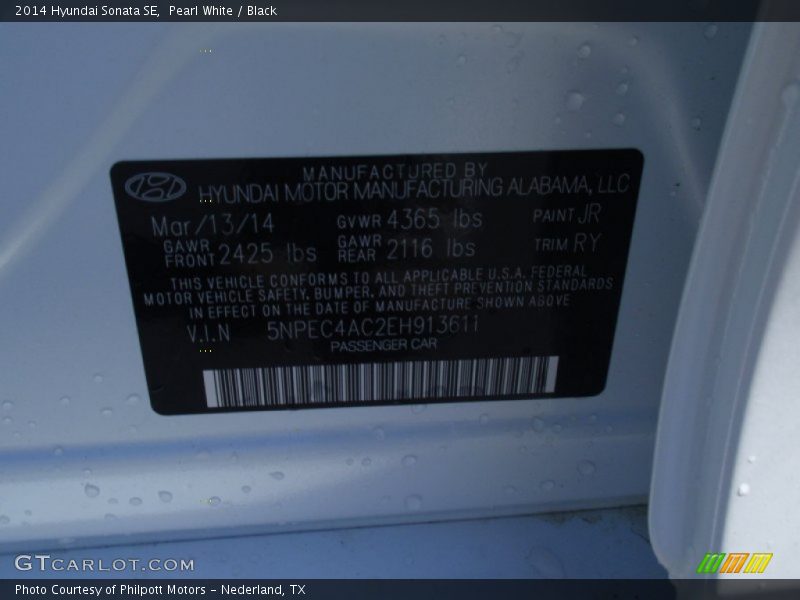 2014 Hyundai Sonata SE, Pearl White / Black
MANUFACTURED BY
HYUNDAI MOTOR MANUFACTURING ALABAMA, LLC
Mar/13/14 GVWR 4365 lbs PAINT JR
GAWR FRONT 2425 lbs GAWR REAR 2116 lbs TRIM RY
THIS VEHICLE CONFORMS TO ALL APPLICABLE U.S.A. FEDERAL
MOTOR VEHICLE SAFETY, BUMPER, AND THEFT PREVENTION STANDARDS
IN EFFECT ON THE DATE OF MANUFACTURE SHOWN ABOVE
V.I.N 5NPEC4AC2EH913611
PASSENGER CAR
GTCARLOT.COM
Photo Courtesy of Philpott Motors - Nederland, TX